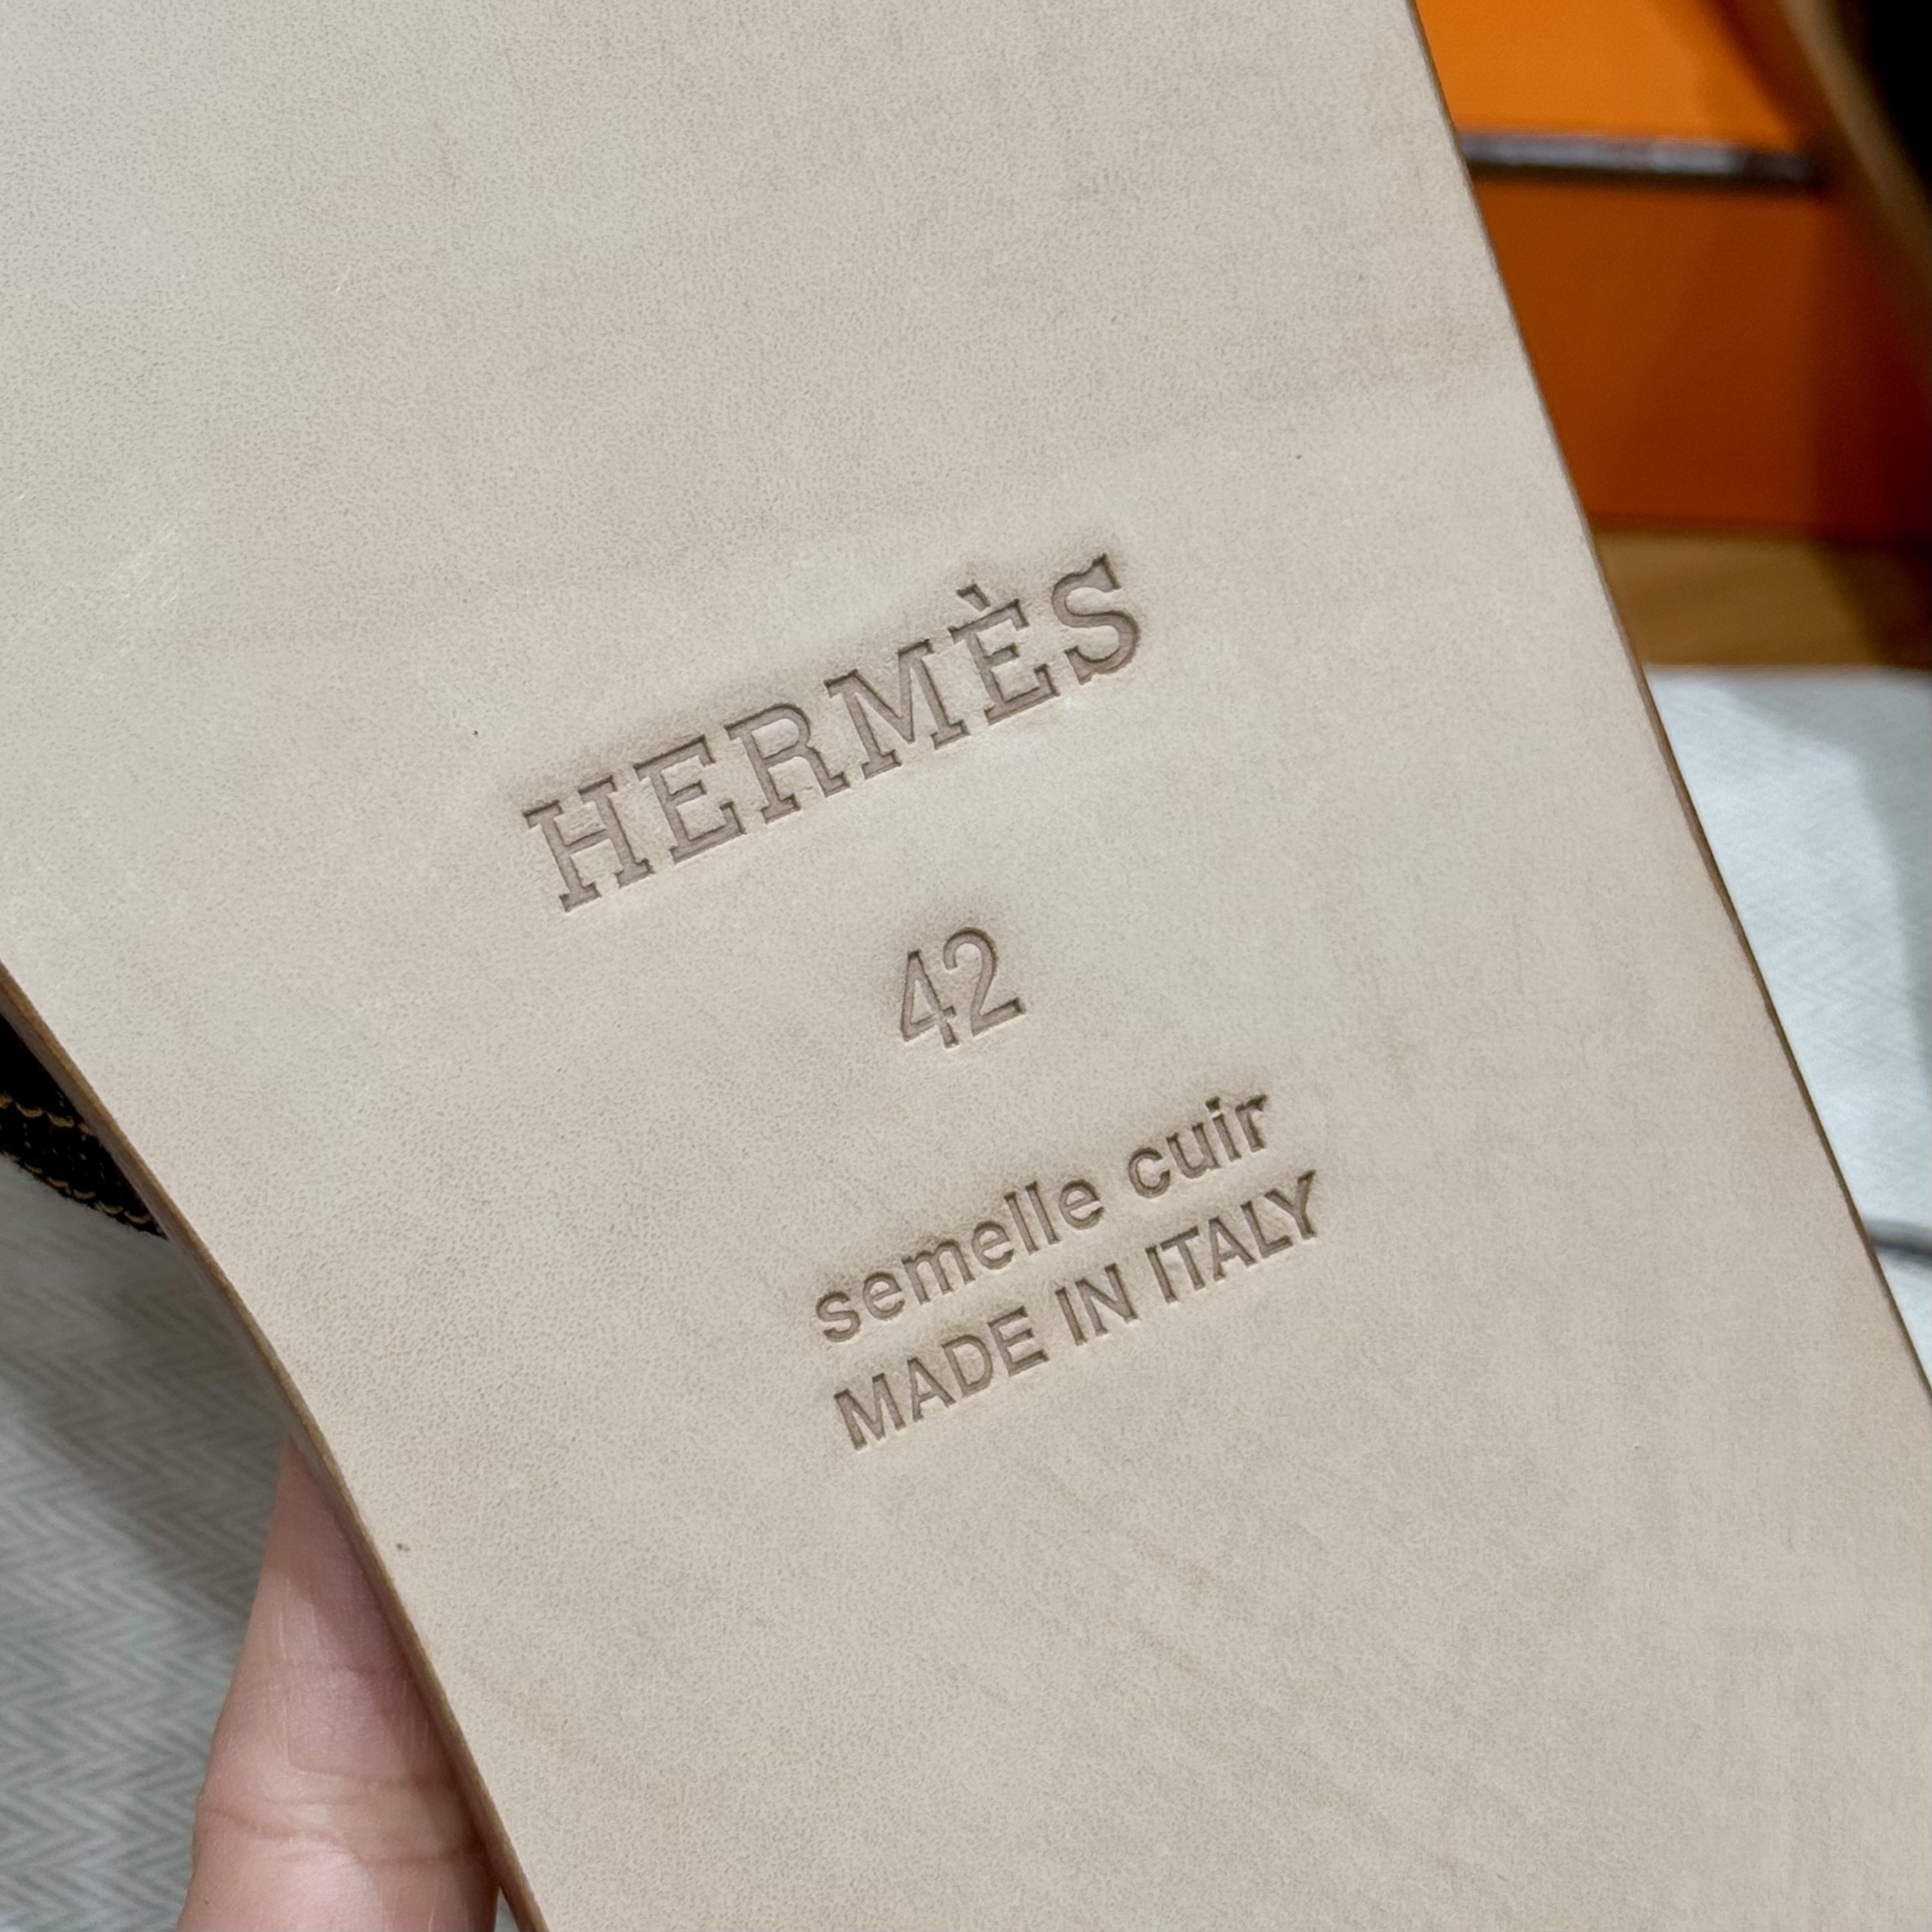 HERMÈS
42
semelle cuir
MADE IN ITALY